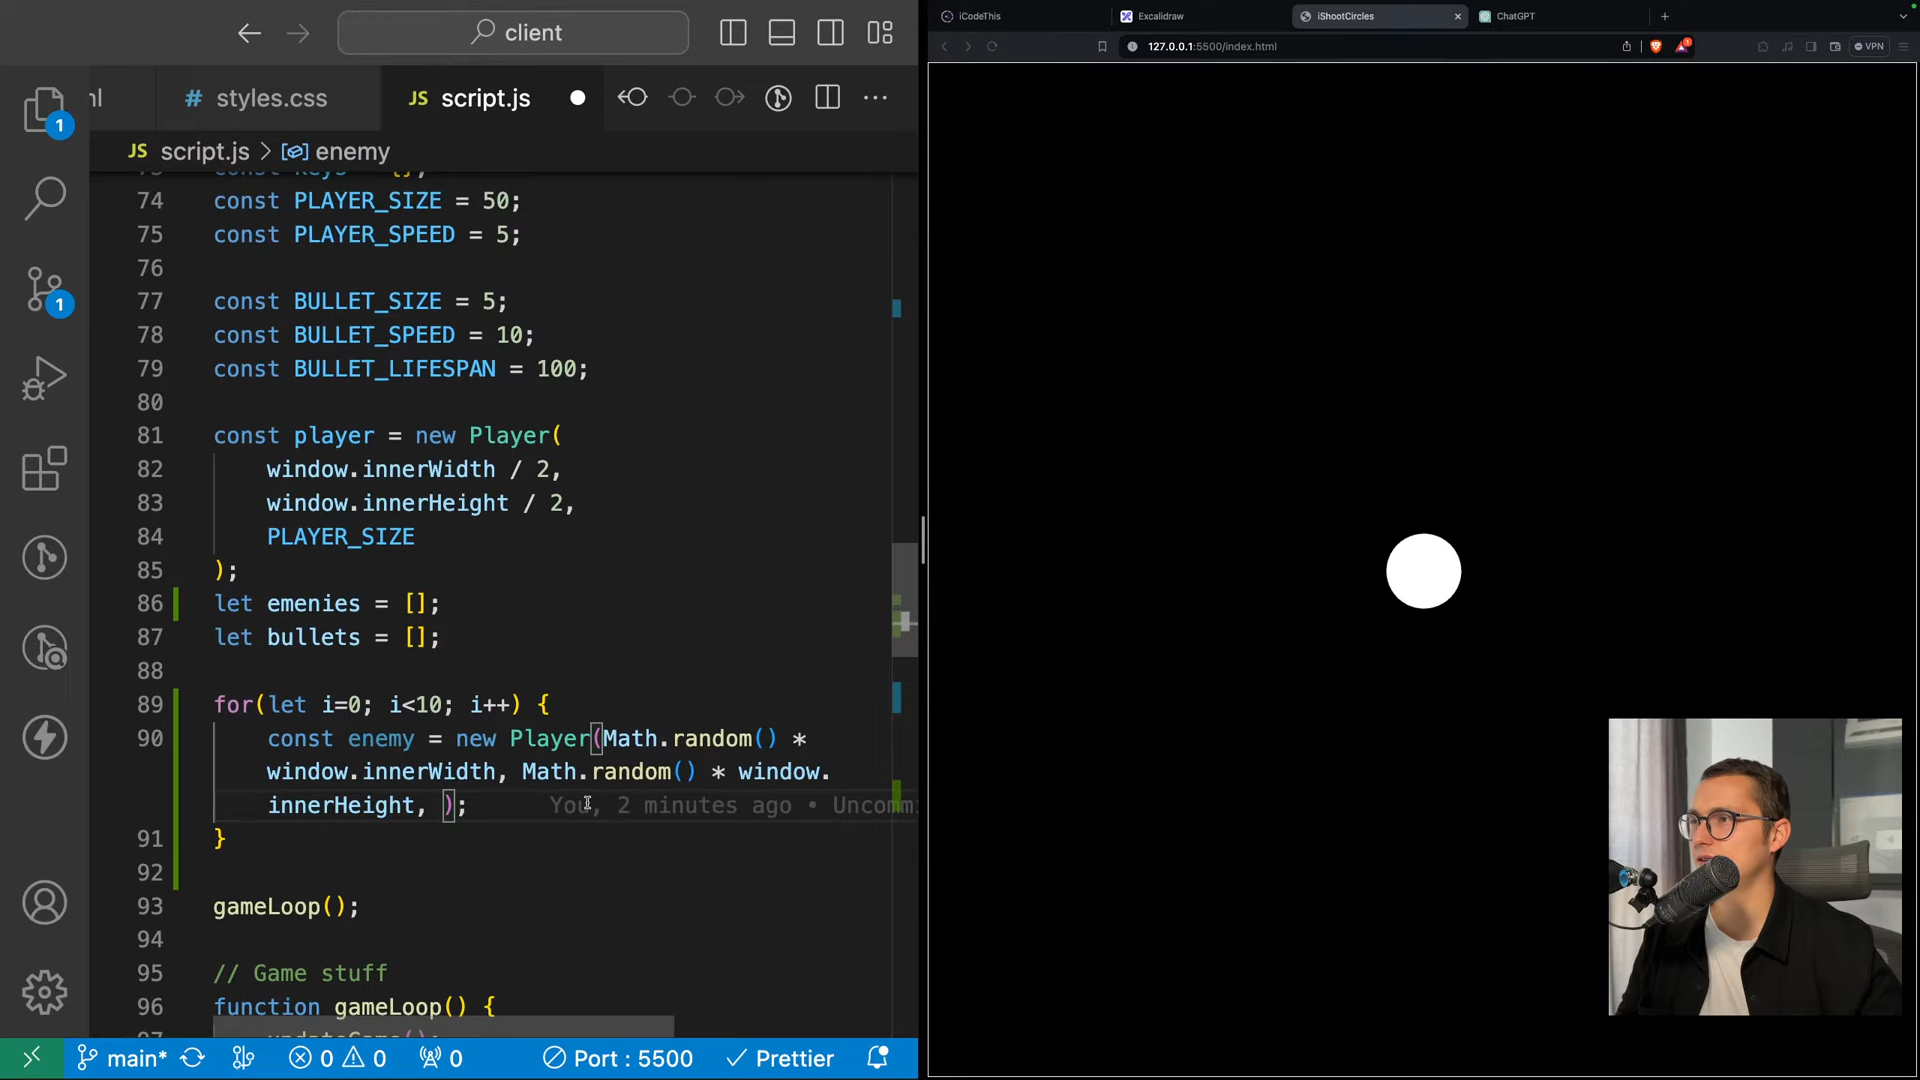 client
iCodeThis
Excalidraw
iShootCircles
ChatGPT
127.0.0.1:5500/index.html
1
VPN
1
nl
# styles.css
JS script.js
JS script.js > enemy
1
74 const PLAYER_SIZE = 50;
75 const PLAYER_SPEED = 5;
76
77 const BULLET_SIZE = 5;
78 const BULLET_SPEED = 10;
79 const BULLET_LIFESPAN = 100;
80
81 const player = new Player(
82 window.innerWidth / 2,
83 window.innerHeight / 2,
84 PLAYER_SIZE
85 );
86 let emenies = [];
87 let bullets = [];
88
89 for(let i=0; i<10; i++) {
90 const enemy = new Player(Math.random() *
window.innerWidth, Math.random() * window.
innerHeight, ); You, 2 minutes ago • Uncommi
91 }
92
93 gameLoop();
94
95 // Game stuff
96 function gameLoop() {
main* 0 0 0 Port : 5500 Prettier